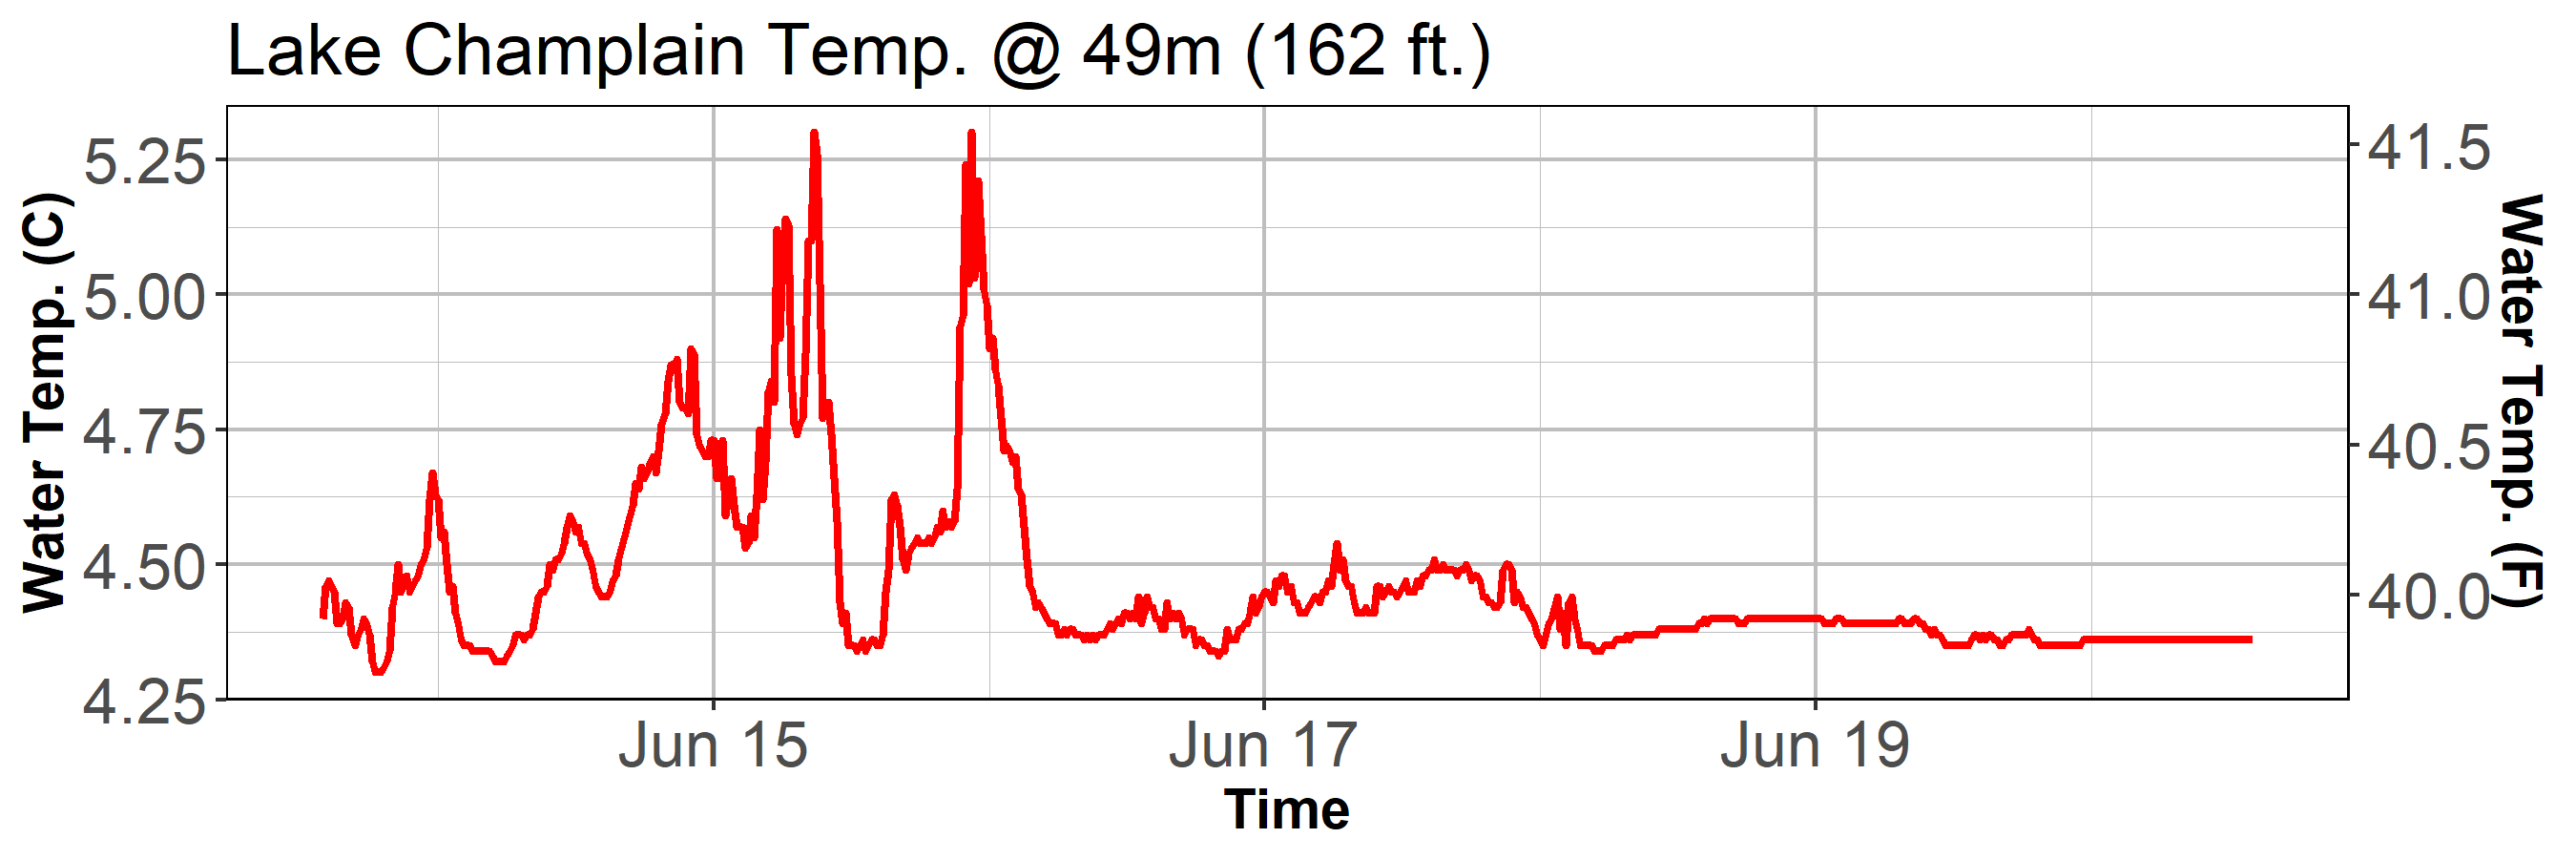 Lake Champlain Temp. @ 49m (162 ft.)
Water Temp. (C)
5.25
5.00
4.75
4.50
4.25
41.5
41.0
40.5
40.0
Water Temp. (F)
Jun 15
Jun 17
Jun 19
Time